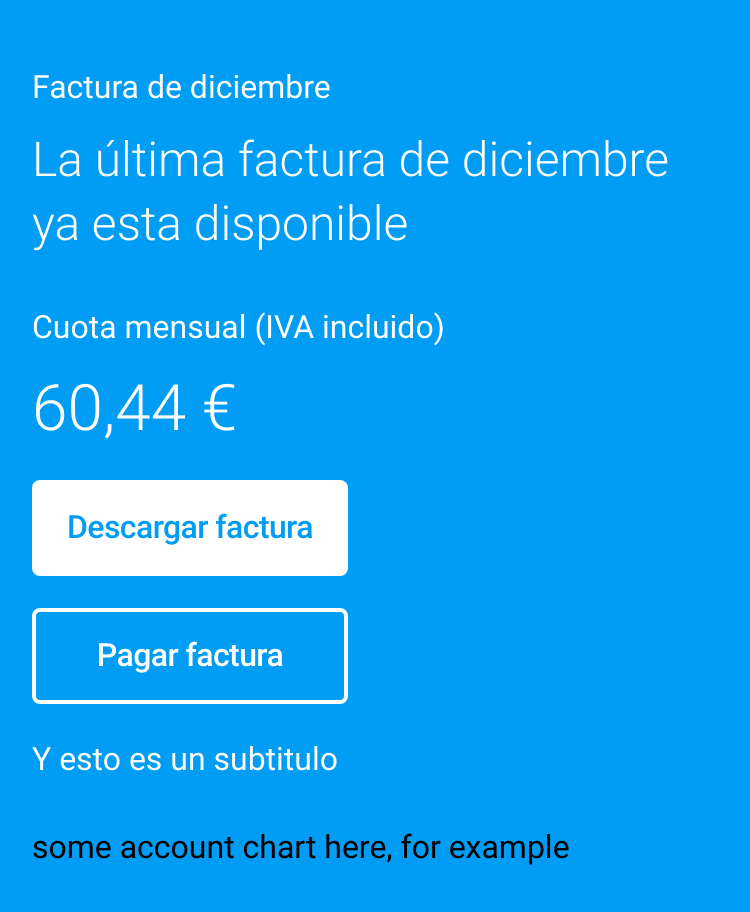 Factura de diciembre
La última factura de diciembre
ya esta disponible
Cuota mensual (IVA incluido)
60,44 €
Descargar factura
Pagar factura
Y esto es un subtitulo
some account chart here, for example